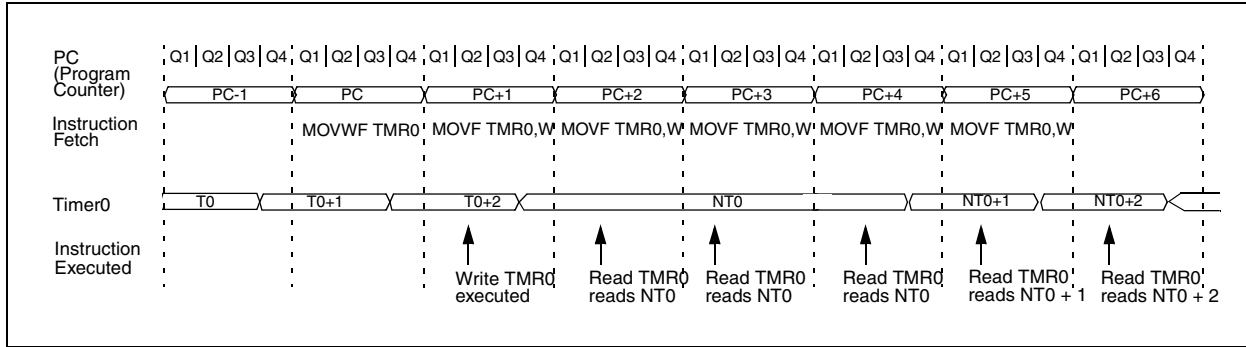 PC
(Program
Counter)
Q1 Q2 Q3 Q4 Q1 Q2 Q3 Q4 Q1 Q2 Q3 Q4 Q1 Q2 Q3 Q4 Q1 Q2 Q3 Q4 Q1 Q2 Q3 Q4 Q1 Q2 Q3 Q4 Q1 Q2 Q3 Q4
PC-1 PC PC+1 PC+2 PC+3 PC+4 PC+5 PC+6
Instruction
Fetch
MOVWF TMR0 MOVF TMR0,W MOVF TMR0,W MOVF TMR0,W MOVF TMR0,W MOVF TMR0,W
Timer0
T0 T0+1 T0+2 NT0 NT0+1 NT0+2
Instruction
Executed
Write TMR0
executed
Read TMR0
reads NT0
Read TMR0
reads NT0
Read TMR0
reads NT0
Read TMR0
reads NT0 + 1
Read TMR0
reads NT0 + 2